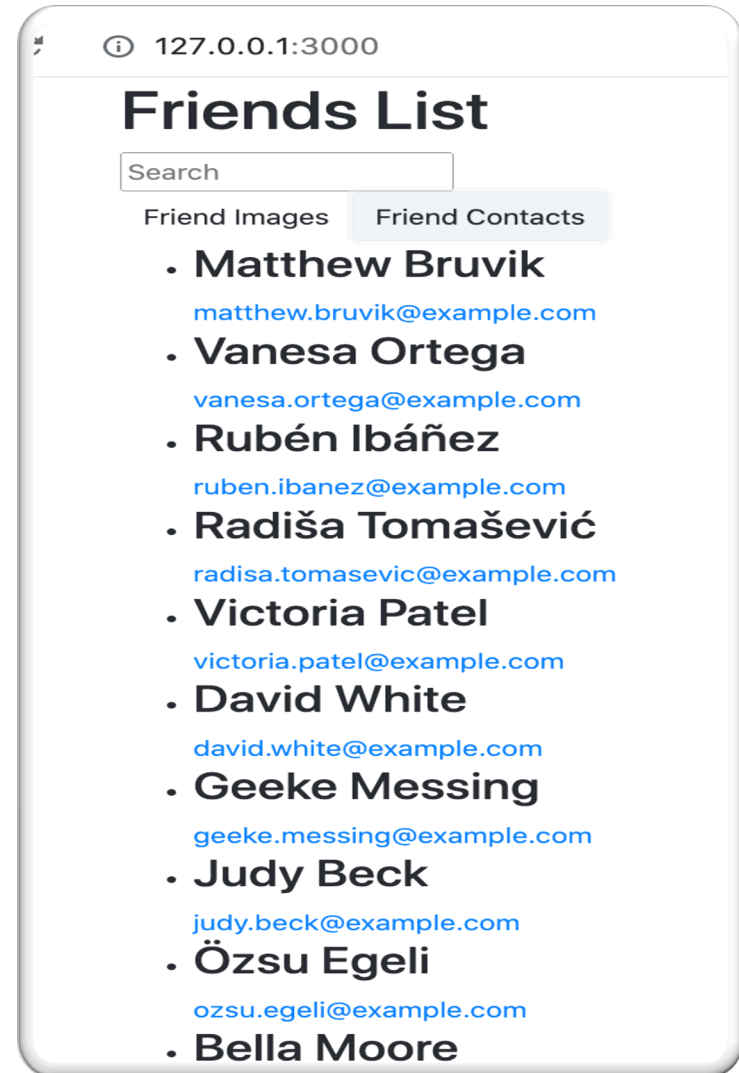 127.0.0.1:3000
Friends List
Search
Friend Images Friend Contacts
Matthew Bruvik
matthew.bruvik@example.com
Vanesa Ortega
vanesa.ortega@example.com
Rubén Ibáñez
ruben.ibanez@example.com
Radiša Tomašević
radisa.tomasevic@example.com
Victoria Patel
victoria.patel@example.com
David White
david.white@example.com
Geeke Messing
geeke.messing@example.com
Judy Beck
judy.beck@example.com
Özsu Egeli
ozsu.egeli@example.com
Bella Moore